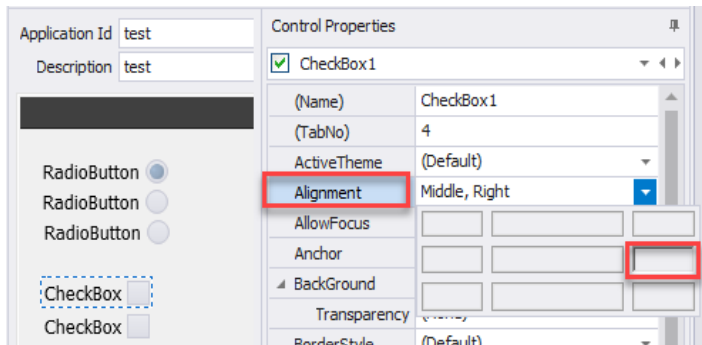 Application Id test
Description test
RadioButton
RadioButton
RadioButton
CheckBox
CheckBox
Control Properties
CheckBox1
(Name) CheckBox1
(TabNo) 4
ActiveTheme (Default)
Alignment Middle, Right
AllowFocus
Anchor
BackGround
Transparency
BorderStyle (Default)